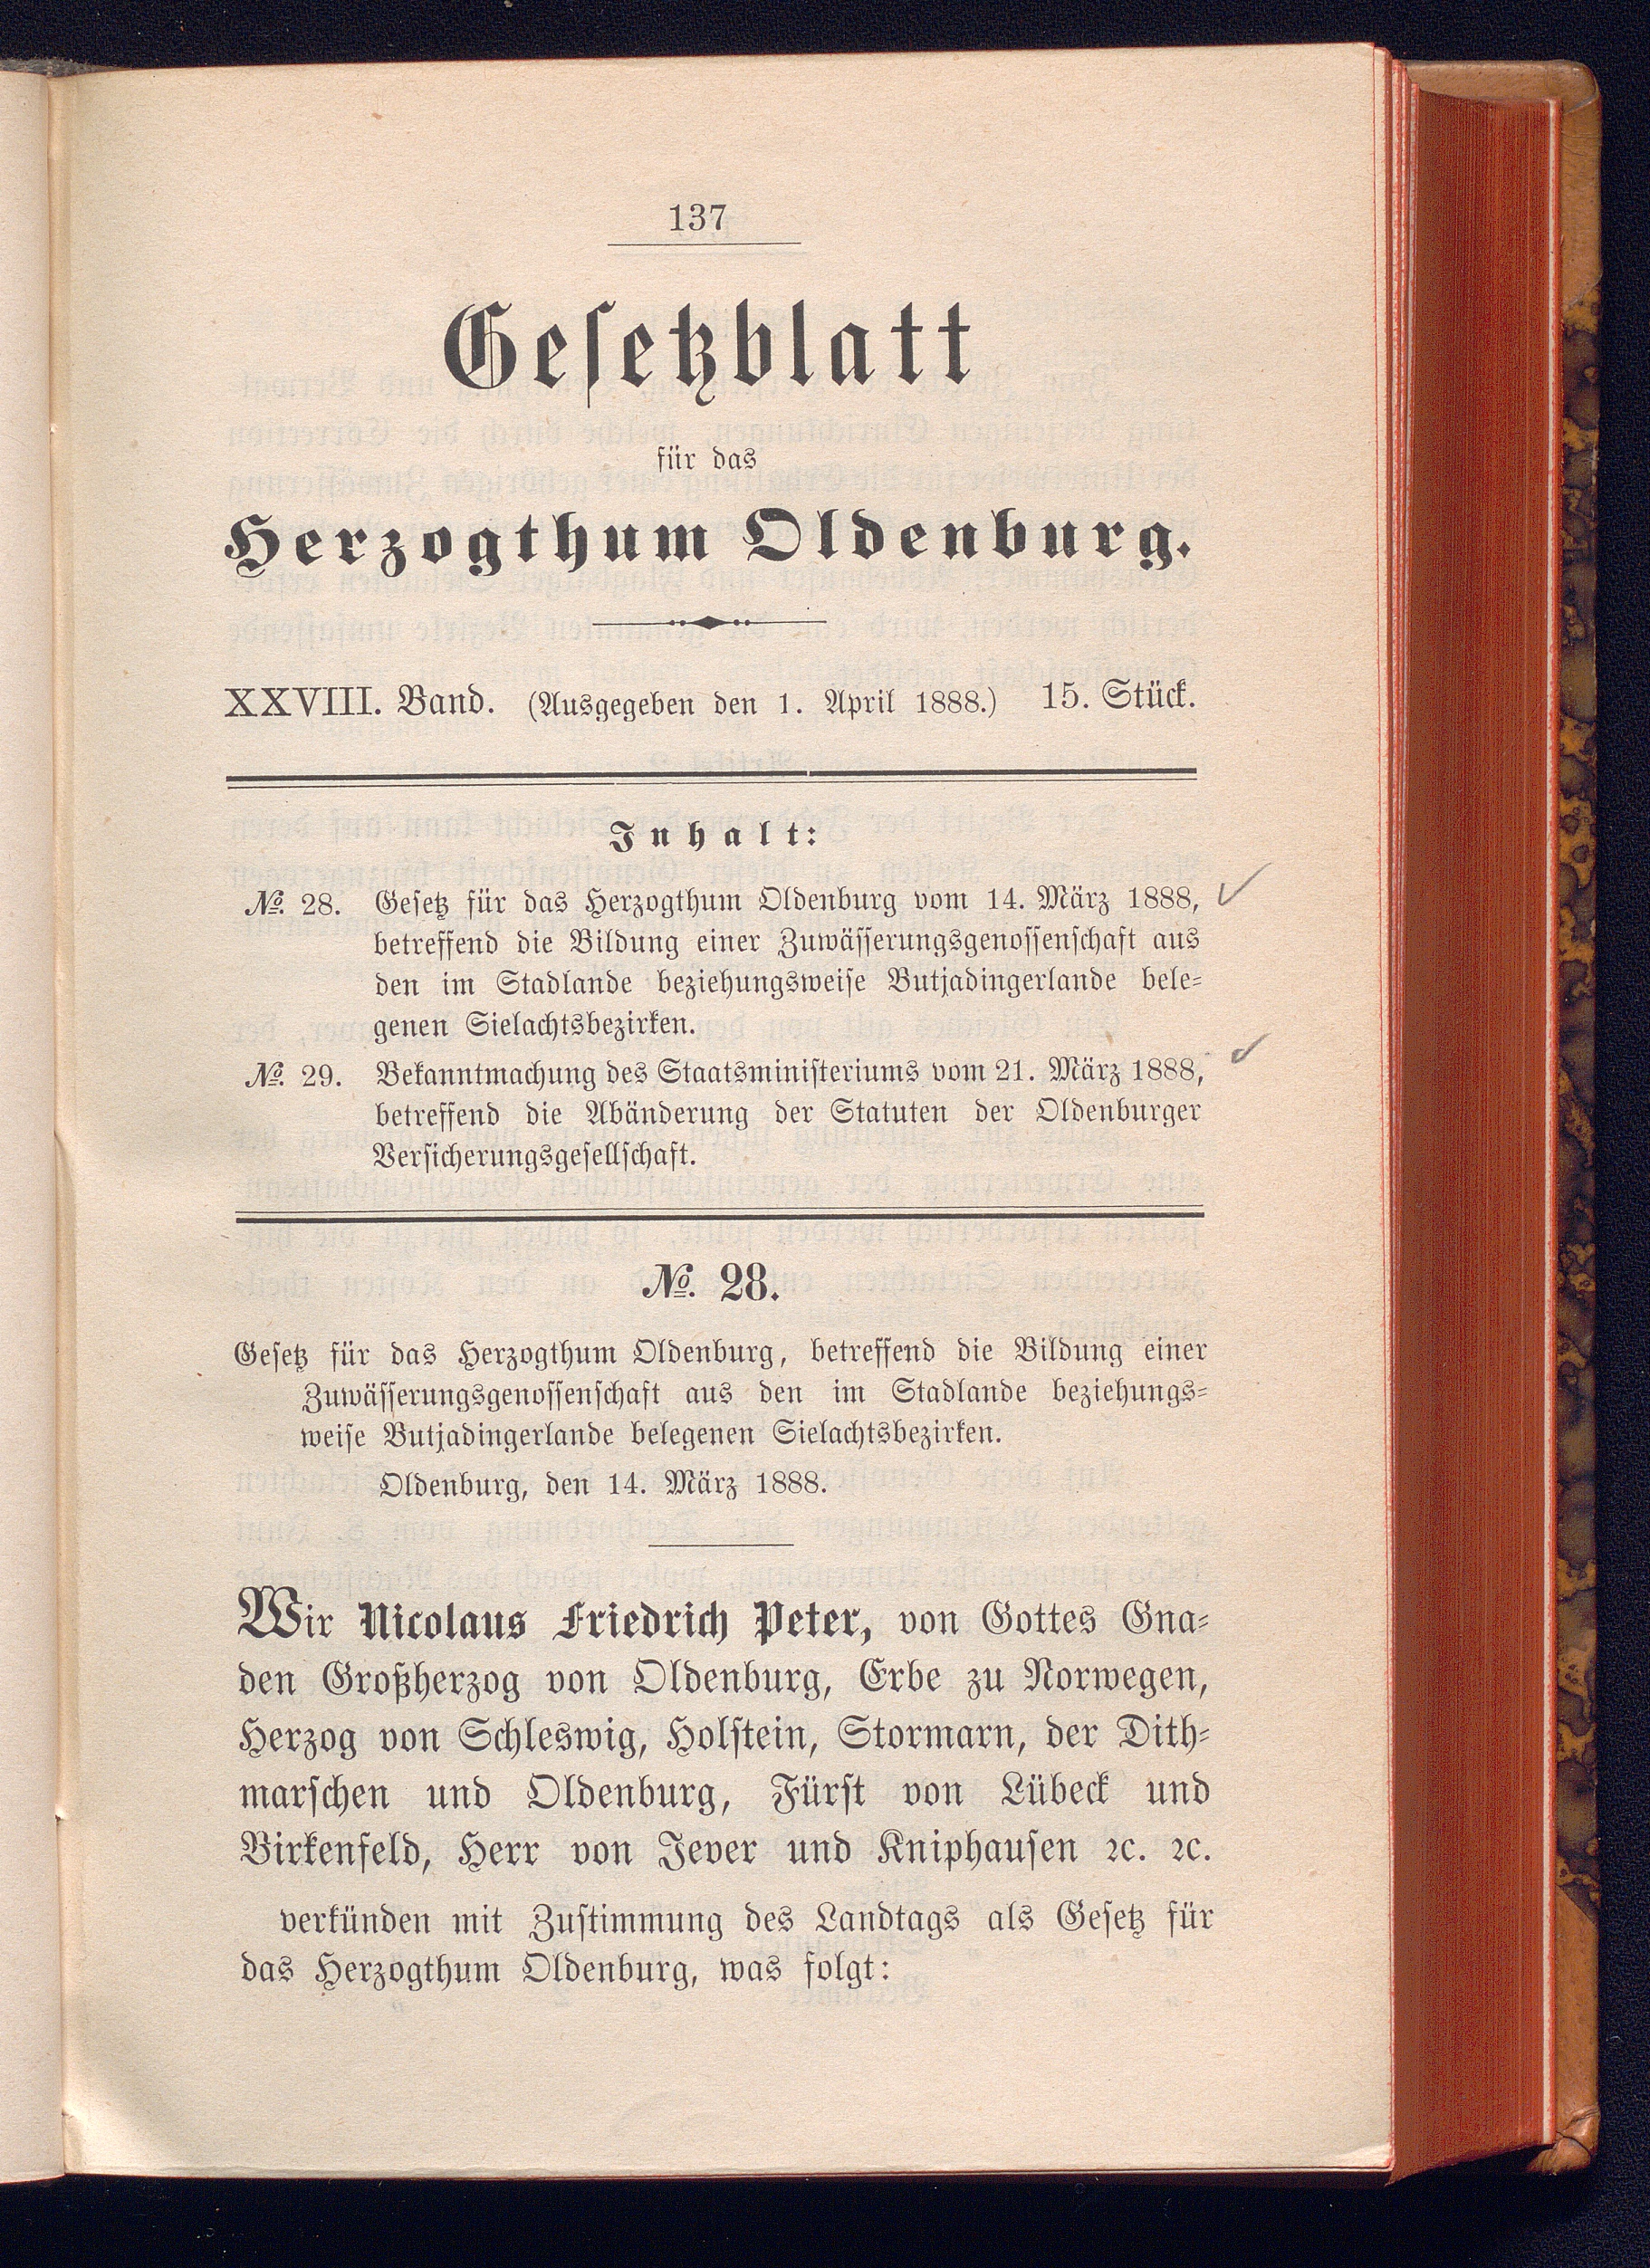 137
Gesetzblatt
für das
Herzogthum Oldenburg.
XXVIII. Band. (Ausgegeben den 1. April 1888.) 15. Stück.
Inhalt:
№. 28. Gesetz für das Herzogthum Oldenburg vom 14. März 1888,
betreffend die Bildung einer Zuwässerungsgenossenschaft aus
den im Stadlande beziehungsweise Butjadingerlande bele-
genen Sielachtsbezirken.
№. 29. Bekanntmachung des Staatsministeriums vom 21. März 1888,
betreffend die Abänderung der Statuten der Oldenburger
Versicherungsgesellschaft.
№. 28.
Gesetz für das Herzogthum Oldenburg, betreffend die Bildung einer
Zuwässerungsgenossenschaft aus den im Stadlande beziehungs-
weise Butjadingerlande belegenen Sielachtsbezirken.
Oldenburg, den 14. März 1888.
Wir Nicolaus Friedrich Peter, von Gottes Gna-
den Großherzog von Oldenburg, Erbe zu Norwegen,
Herzog von Schleswig, Holstein, Stormarn, der Dith-
marschen und Oldenburg, Fürst von Lübeck und
Birkenfeld, Herr von Jever und Kniphausen ꝛc. ꝛc.
verkünden mit Zustimmung des Landtags als Gesetz für
das Herzogthum Oldenburg, was folgt: